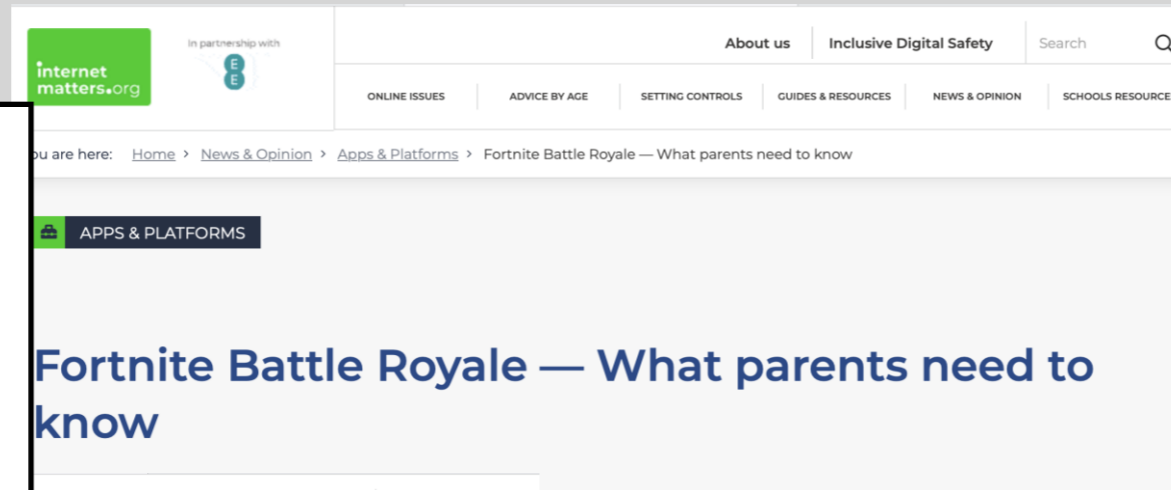 internet
matters.org
In partnership with
E
E
About us
Inclusive Digital Safety
Search
ONLINE ISSUES
ADVICE BY AGE
SETTING CONTROLS
GUIDES & RESOURCES
NEWS & OPINION
SCHOOLS RESOURCE
ou are here: Home > News & Opinion > Apps & Platforms > Fortnite Battle Royale — What parents need to know
APPS & PLATFORMS
Fortnite Battle Royale — What parents need to
know